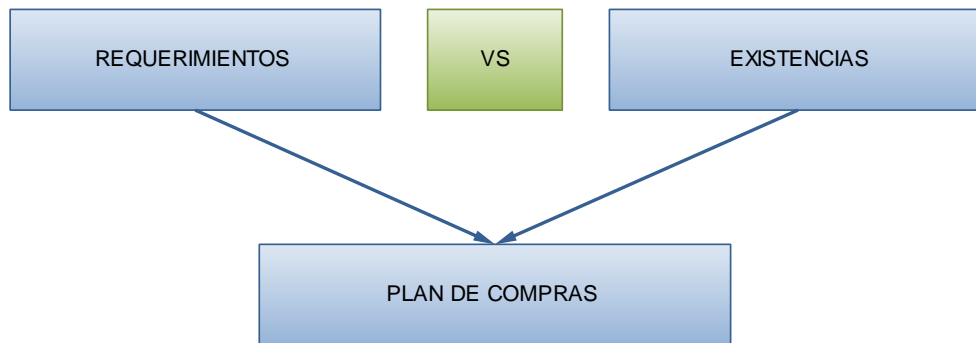 REQUERIMIENTOS
VS
EXISTENCIAS
PLAN DE COMPRAS